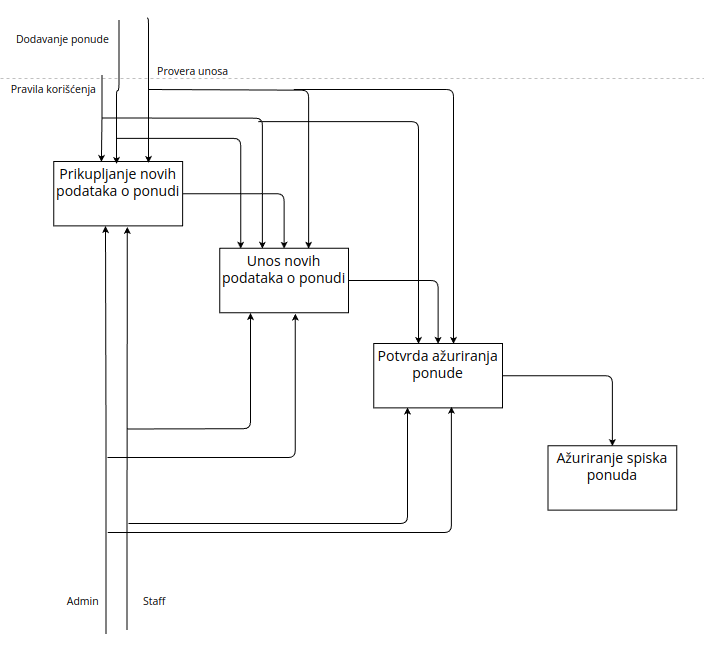 Dodavanje ponude
Provera unosa
Pravila korišćenja
Prikupljanje novih
podataka o ponudi
Unos novih
podataka o ponudi
Potvrda ažuriranja
ponude
Ažuriranje spiska
ponuda
Admin
Staff